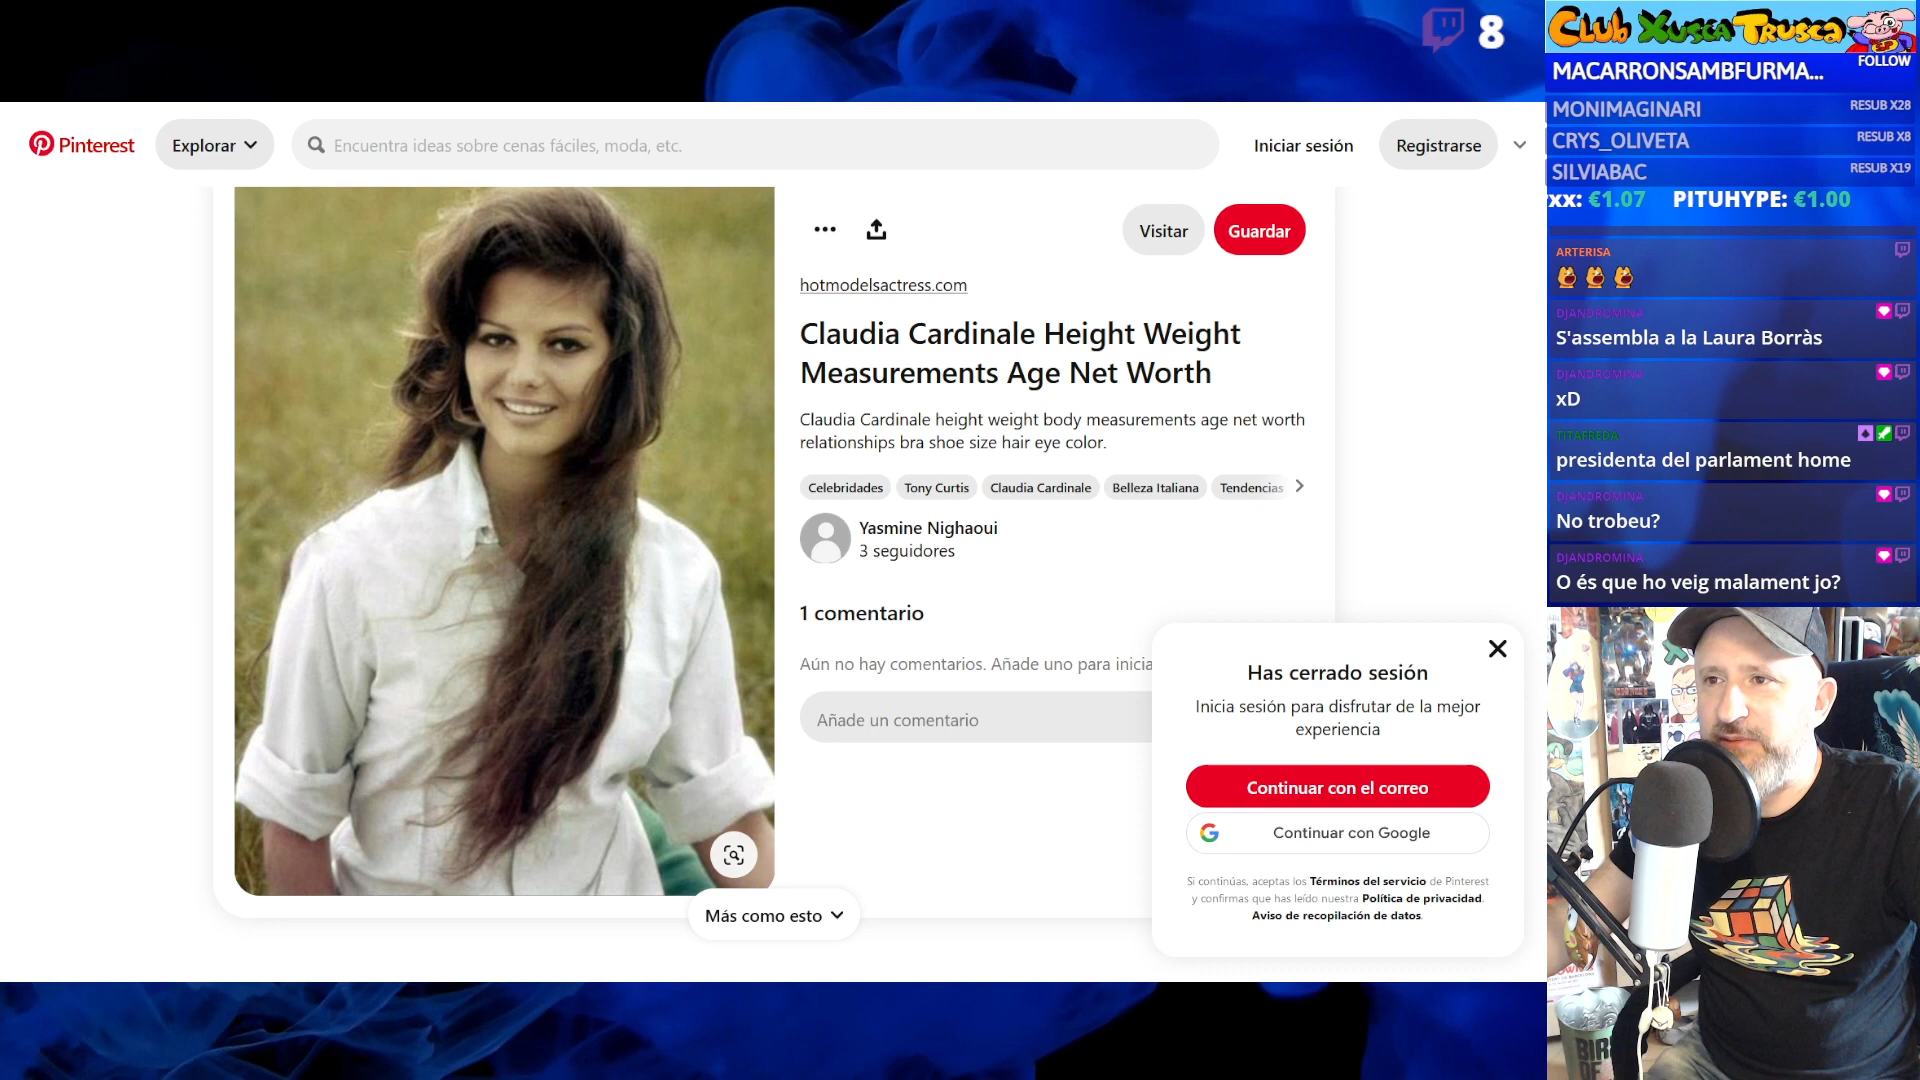 8
Pinterest
Explorar
Encuentra ideas sobre cenas fáciles, moda, etc.
Iniciar sesión
Registrarse
Visitar
Guardar
hotmodelsactress.com
Claudia Cardinale Height Weight
Measurements Age Net Worth
Claudia Cardinale height weight body measurements age net worth
relationships bra shoe size hair eye color.
Celebridades
Tony Curtis
Claudia Cardinale
Belleza Italiana
Tendencias
Yasmine Nighaoui
3 seguidores
1 comentario
Aún no hay comentarios. Añade uno para inicia
Añade un comentario
Más como esto
Has cerrado sesión
Inicia sesión para disfrutar de la mejor
experiencia
Continuar con el correo
Continuar con Google
Si continúas, aceptas los Términos del servicio de Pinterest
y confirmas que has leído nuestra Política de privacidad.
Aviso de recopilación de datos.
Club Xusca Trusca
FOLLOW
MACARRONSAMBFURMA...
MONIMAGINARI RESUB X28
CRYS_OLIVETA RESUB X8
SILVIABAC RESUB X19
xx: €1.07 PITUHYPE: €1.00
ARTERISA
DJANDROMINA
S'assembla a la Laura Borràs
DJANDROMINA
xD
TITAFREDA
presidenta del parlament home
DJANDROMINA
No trobeu?
DJANDROMINA
O és que ho veig malament jo?